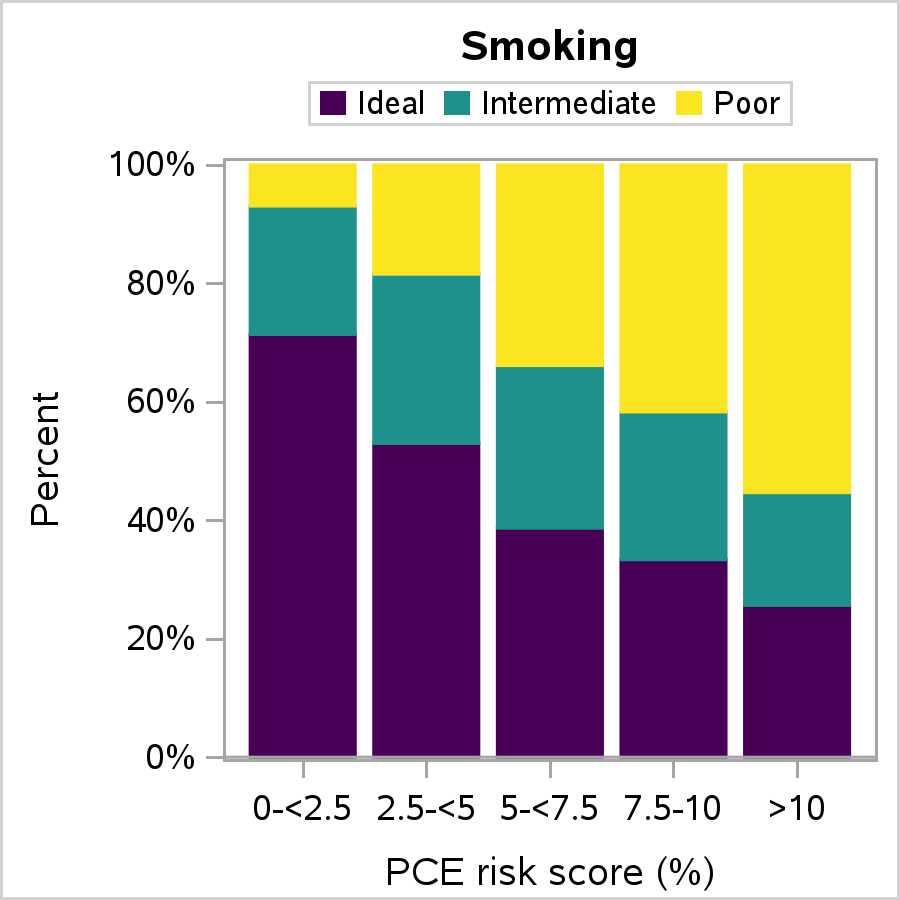 Smoking
Ideal Intermediate Poor
100%
80%
60%
40%
20%
0%
Percent
0-<2.5 2.5-<5 5-<7.5 7.5-10 >10
PCE risk score (%)